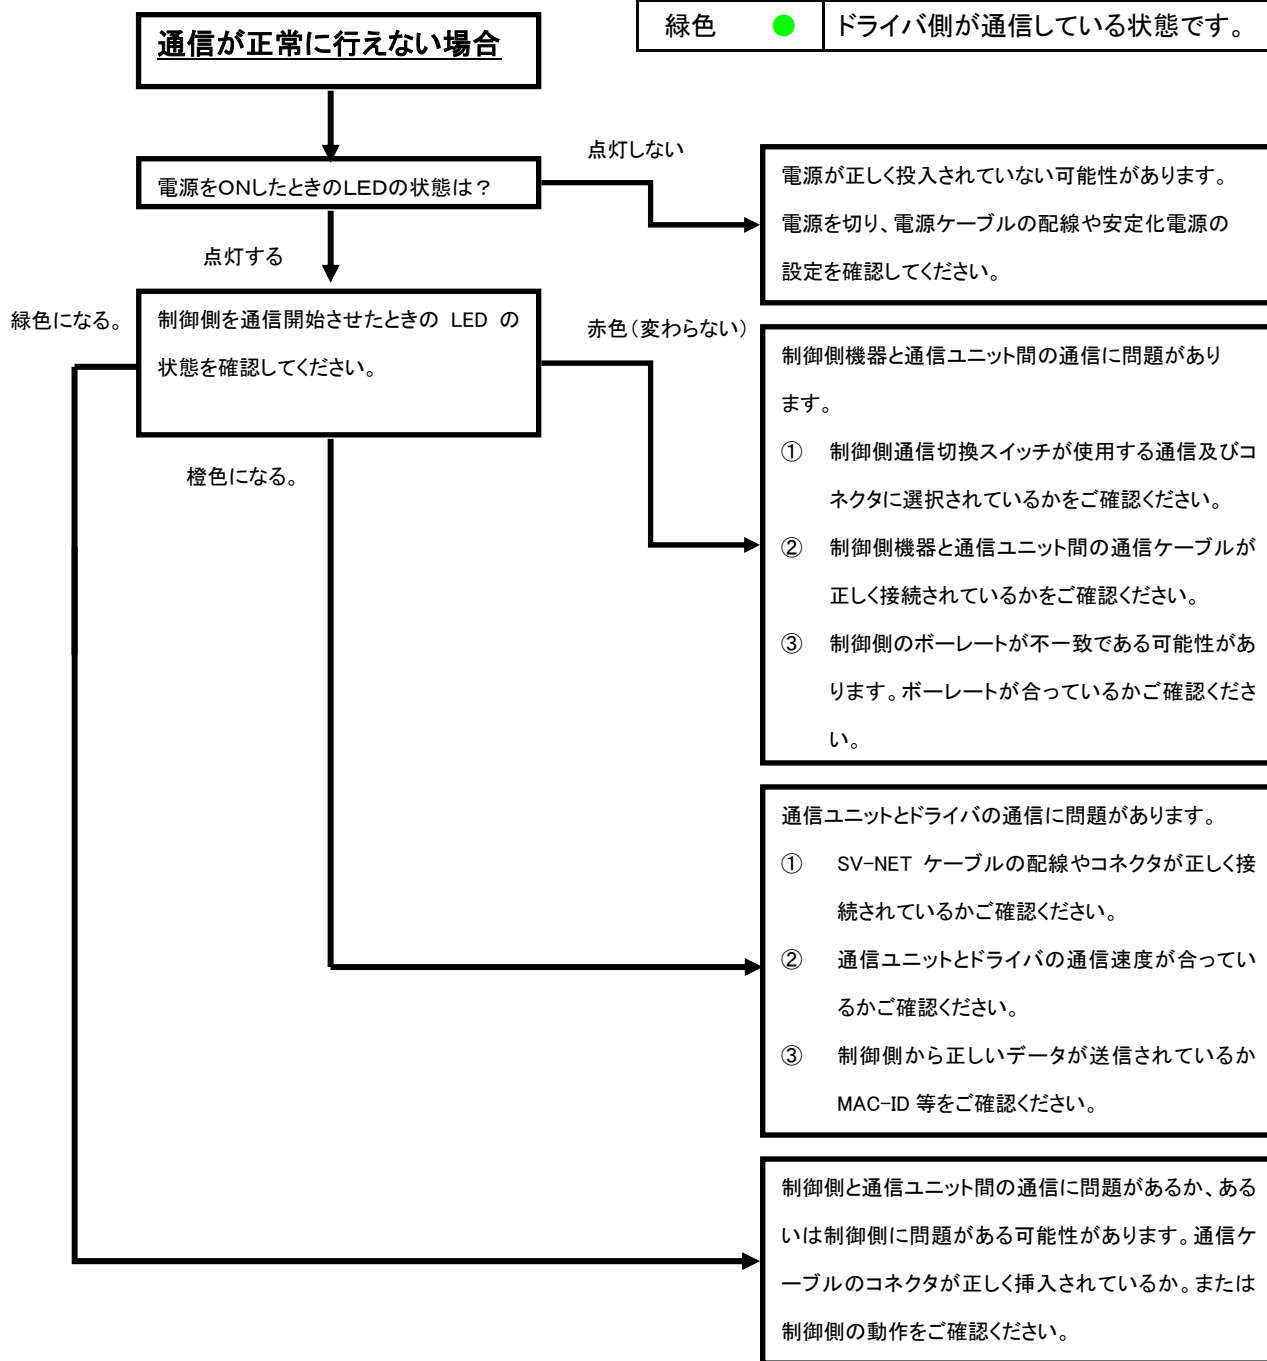 緑色 ● ドライバ側が通信している状態です。
通信が正常に行えない場合
電源をONしたときのLEDの状態は？
点灯しない
電源が正しく投入されていない可能性があります。
電源を切り、電源ケーブルの配線や安定化電源の
設定を確認してください。
点灯する
緑色になる。
制御側を通信開始させたときの LED の
状態を確認してください。
赤色（変わらない）
制御側機器と通信ユニット間の通信に問題があり
ます。
① 制御側通信切換スイッチが使用する通信及びコ
ネクタに選択されているかをご確認ください。
② 制御側機器と通信ユニット間の通信ケーブルが
正しく接続されているかをご確認ください。
③ 制御側のボーレートが不一致である可能性があ
ります。ボーレートが合っているかご確認くださ
い。
橙色になる。
通信ユニットとドライバの通信に問題があります。
① SV-NET ケーブルの配線やコネクタが正しく接
続されているかご確認ください。
② 通信ユニットとドライバの通信速度が合ってい
るかご確認ください。
③ 制御側から正しいデータが送信されているか
MAC-ID 等をご確認ください。
制御側と通信ユニット間の通信に問題があるか、ある
いは制御側に問題がある可能性があります。通信ケ
ーブルのコネクタが正しく挿入されているか。または
制御側の動作をご確認ください。